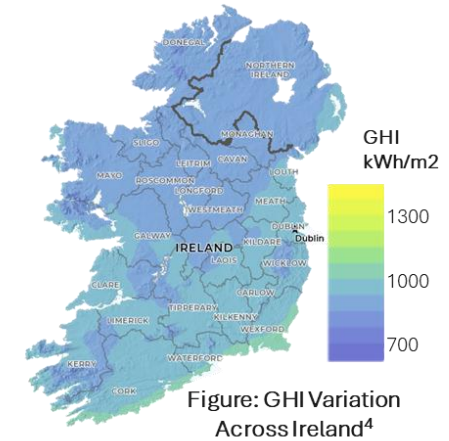 DONEGAL
NORTHERN
IRELAND
MONAGHAN
SLIGO
LEITRIM
CAVAN
MAYO
ROSCOMMON
LONGFORD
LOUTH
MEATH
WESTMEATH
DUBLIN
Dublin
GALWAY
IRELAND
KILDARE
LAOIS
WICKLOW
CLARE
CARLOW
TIPPERARY
KILKENNY
LIMERICK
WEXFORD
WATERFORD
KERRY
CORK
GHI
kWh/m2
1300
1000
700
Figure: GHI Variation
Across Ireland⁴